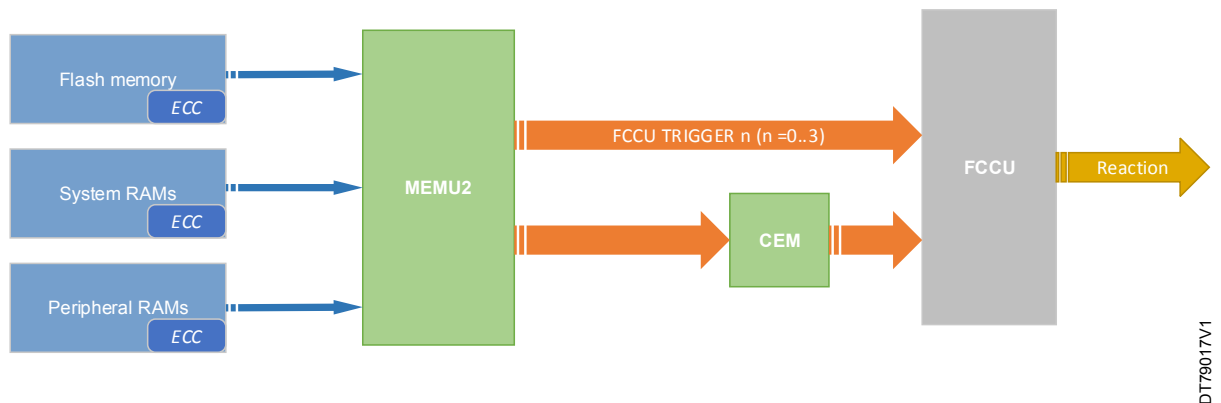 Flash memory
ECC
System RAMs
ECC
Peripheral RAMs
ECC
MEMU2
FCCU TRIGGER n (n =0..3)
CEM
FCCU
Reaction
DT79017V1